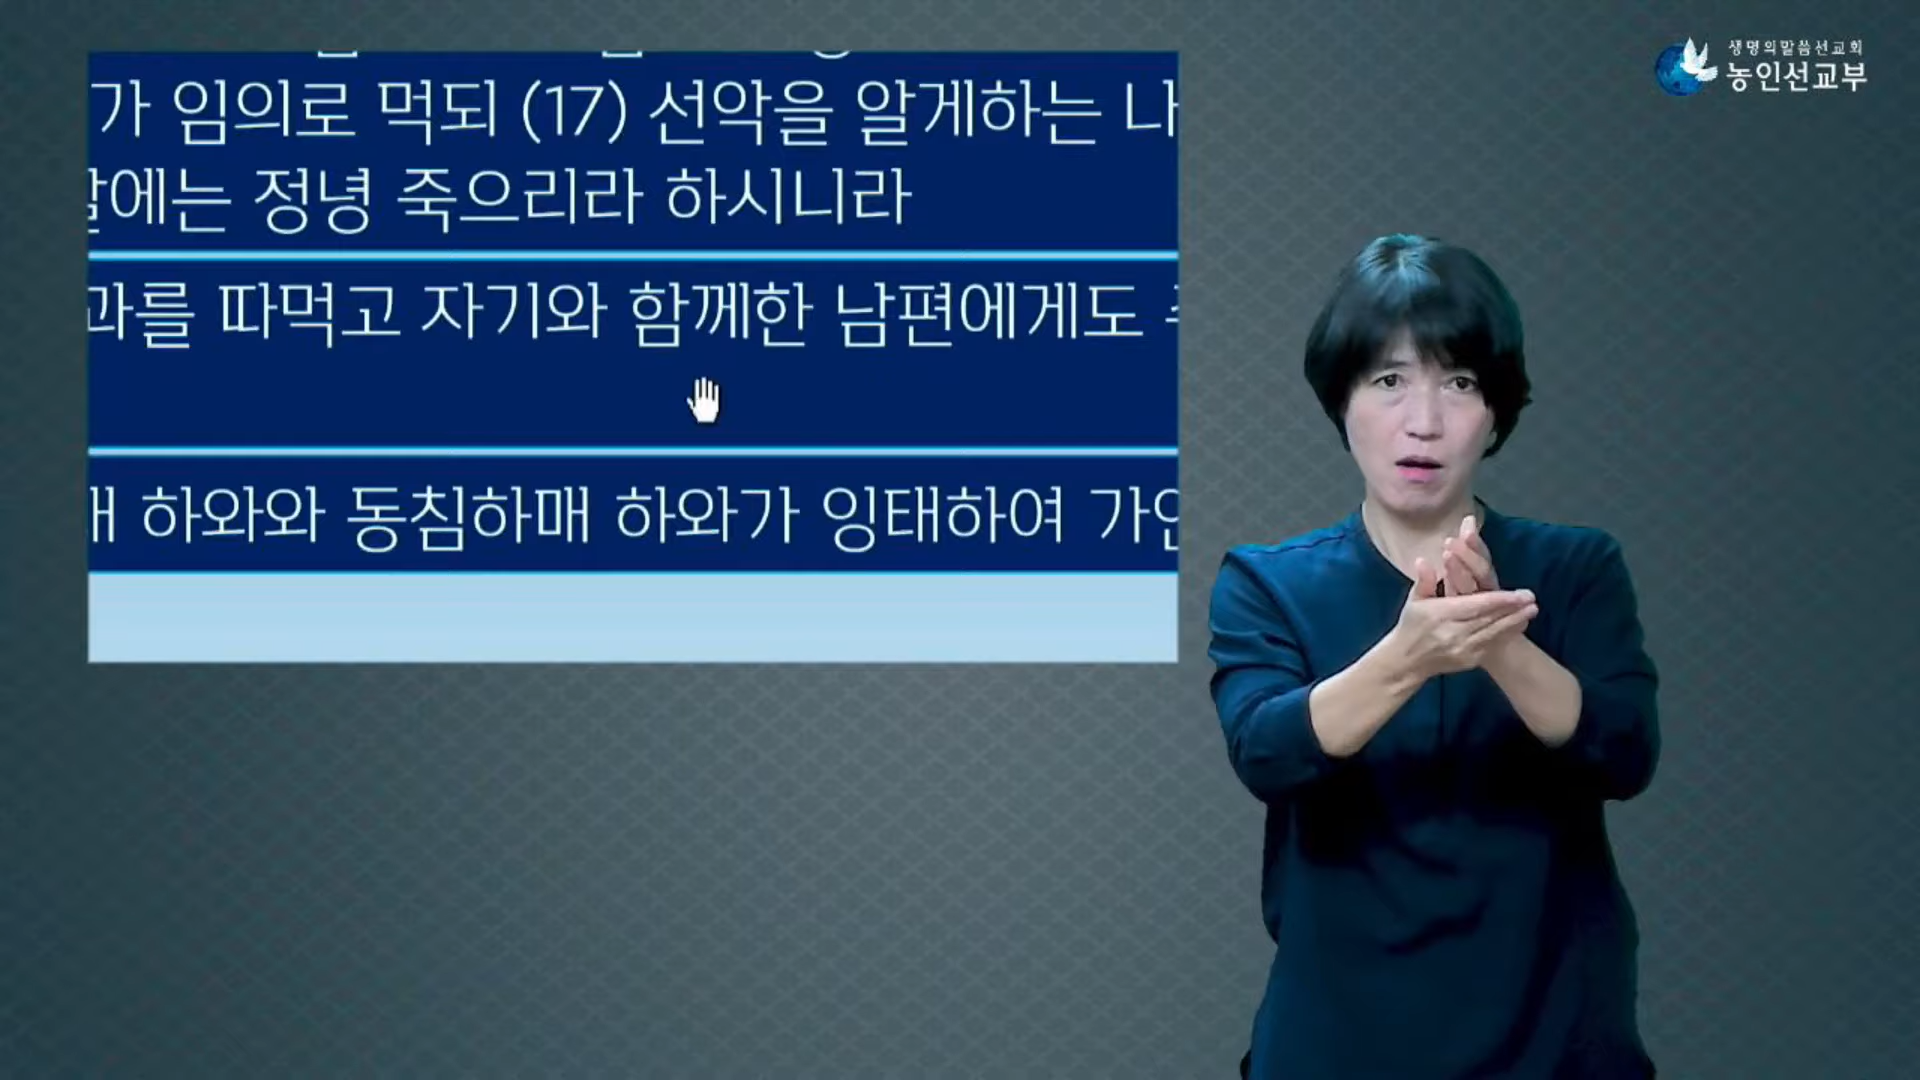 가 임의로 먹되 (17) 선악을 알게하는
에는 정녕 죽으리라 하시니라
과를 따먹고 자기와 함께한 남편에게도
하와와 동침하매 하와가 잉태하여
생명의말씀선교회
농인선교부